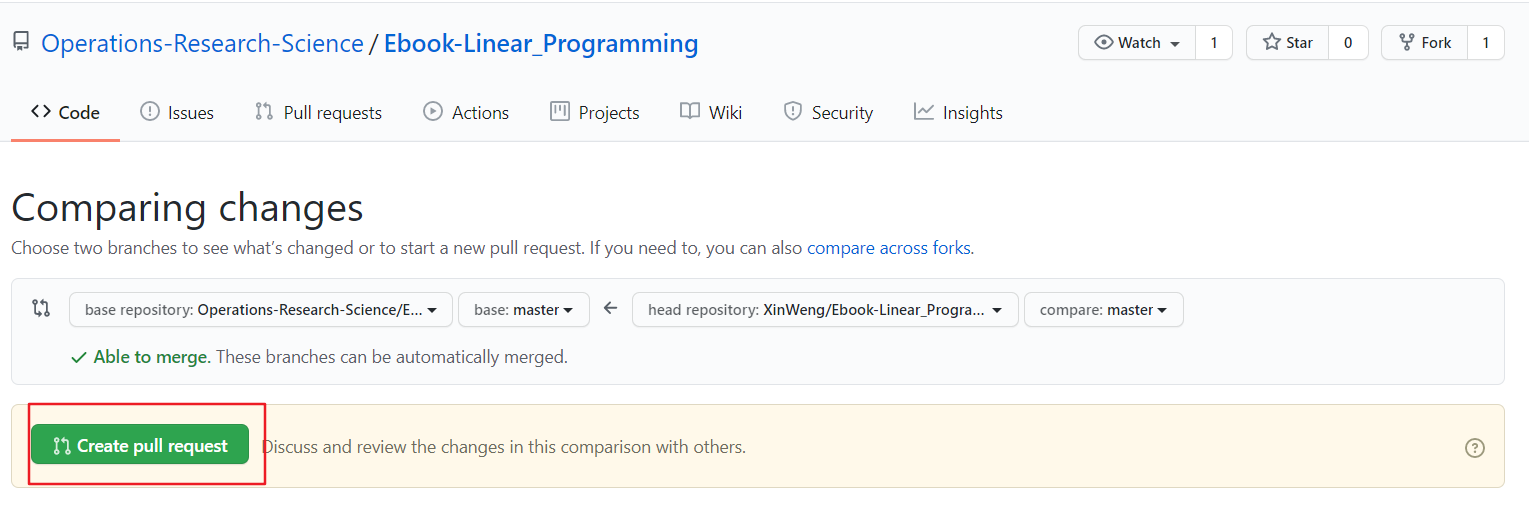 Operations-Research-Science / Ebook-Linear_Programming Watch 1 Star 0 Fork 1
Code Issues Pull requests Actions Projects Wiki Security Insights
Comparing changes
Choose two branches to see what's changed or to start a new pull request. If you need to, you can also compare across forks.
base repository: Operations-Research-Science/E... base: master ← head repository: XinWeng/Ebook-Linear_Progra... compare: master
✓ Able to merge. These branches can be automatically merged.
Create pull request Discuss and review the changes in this comparison with others. ?